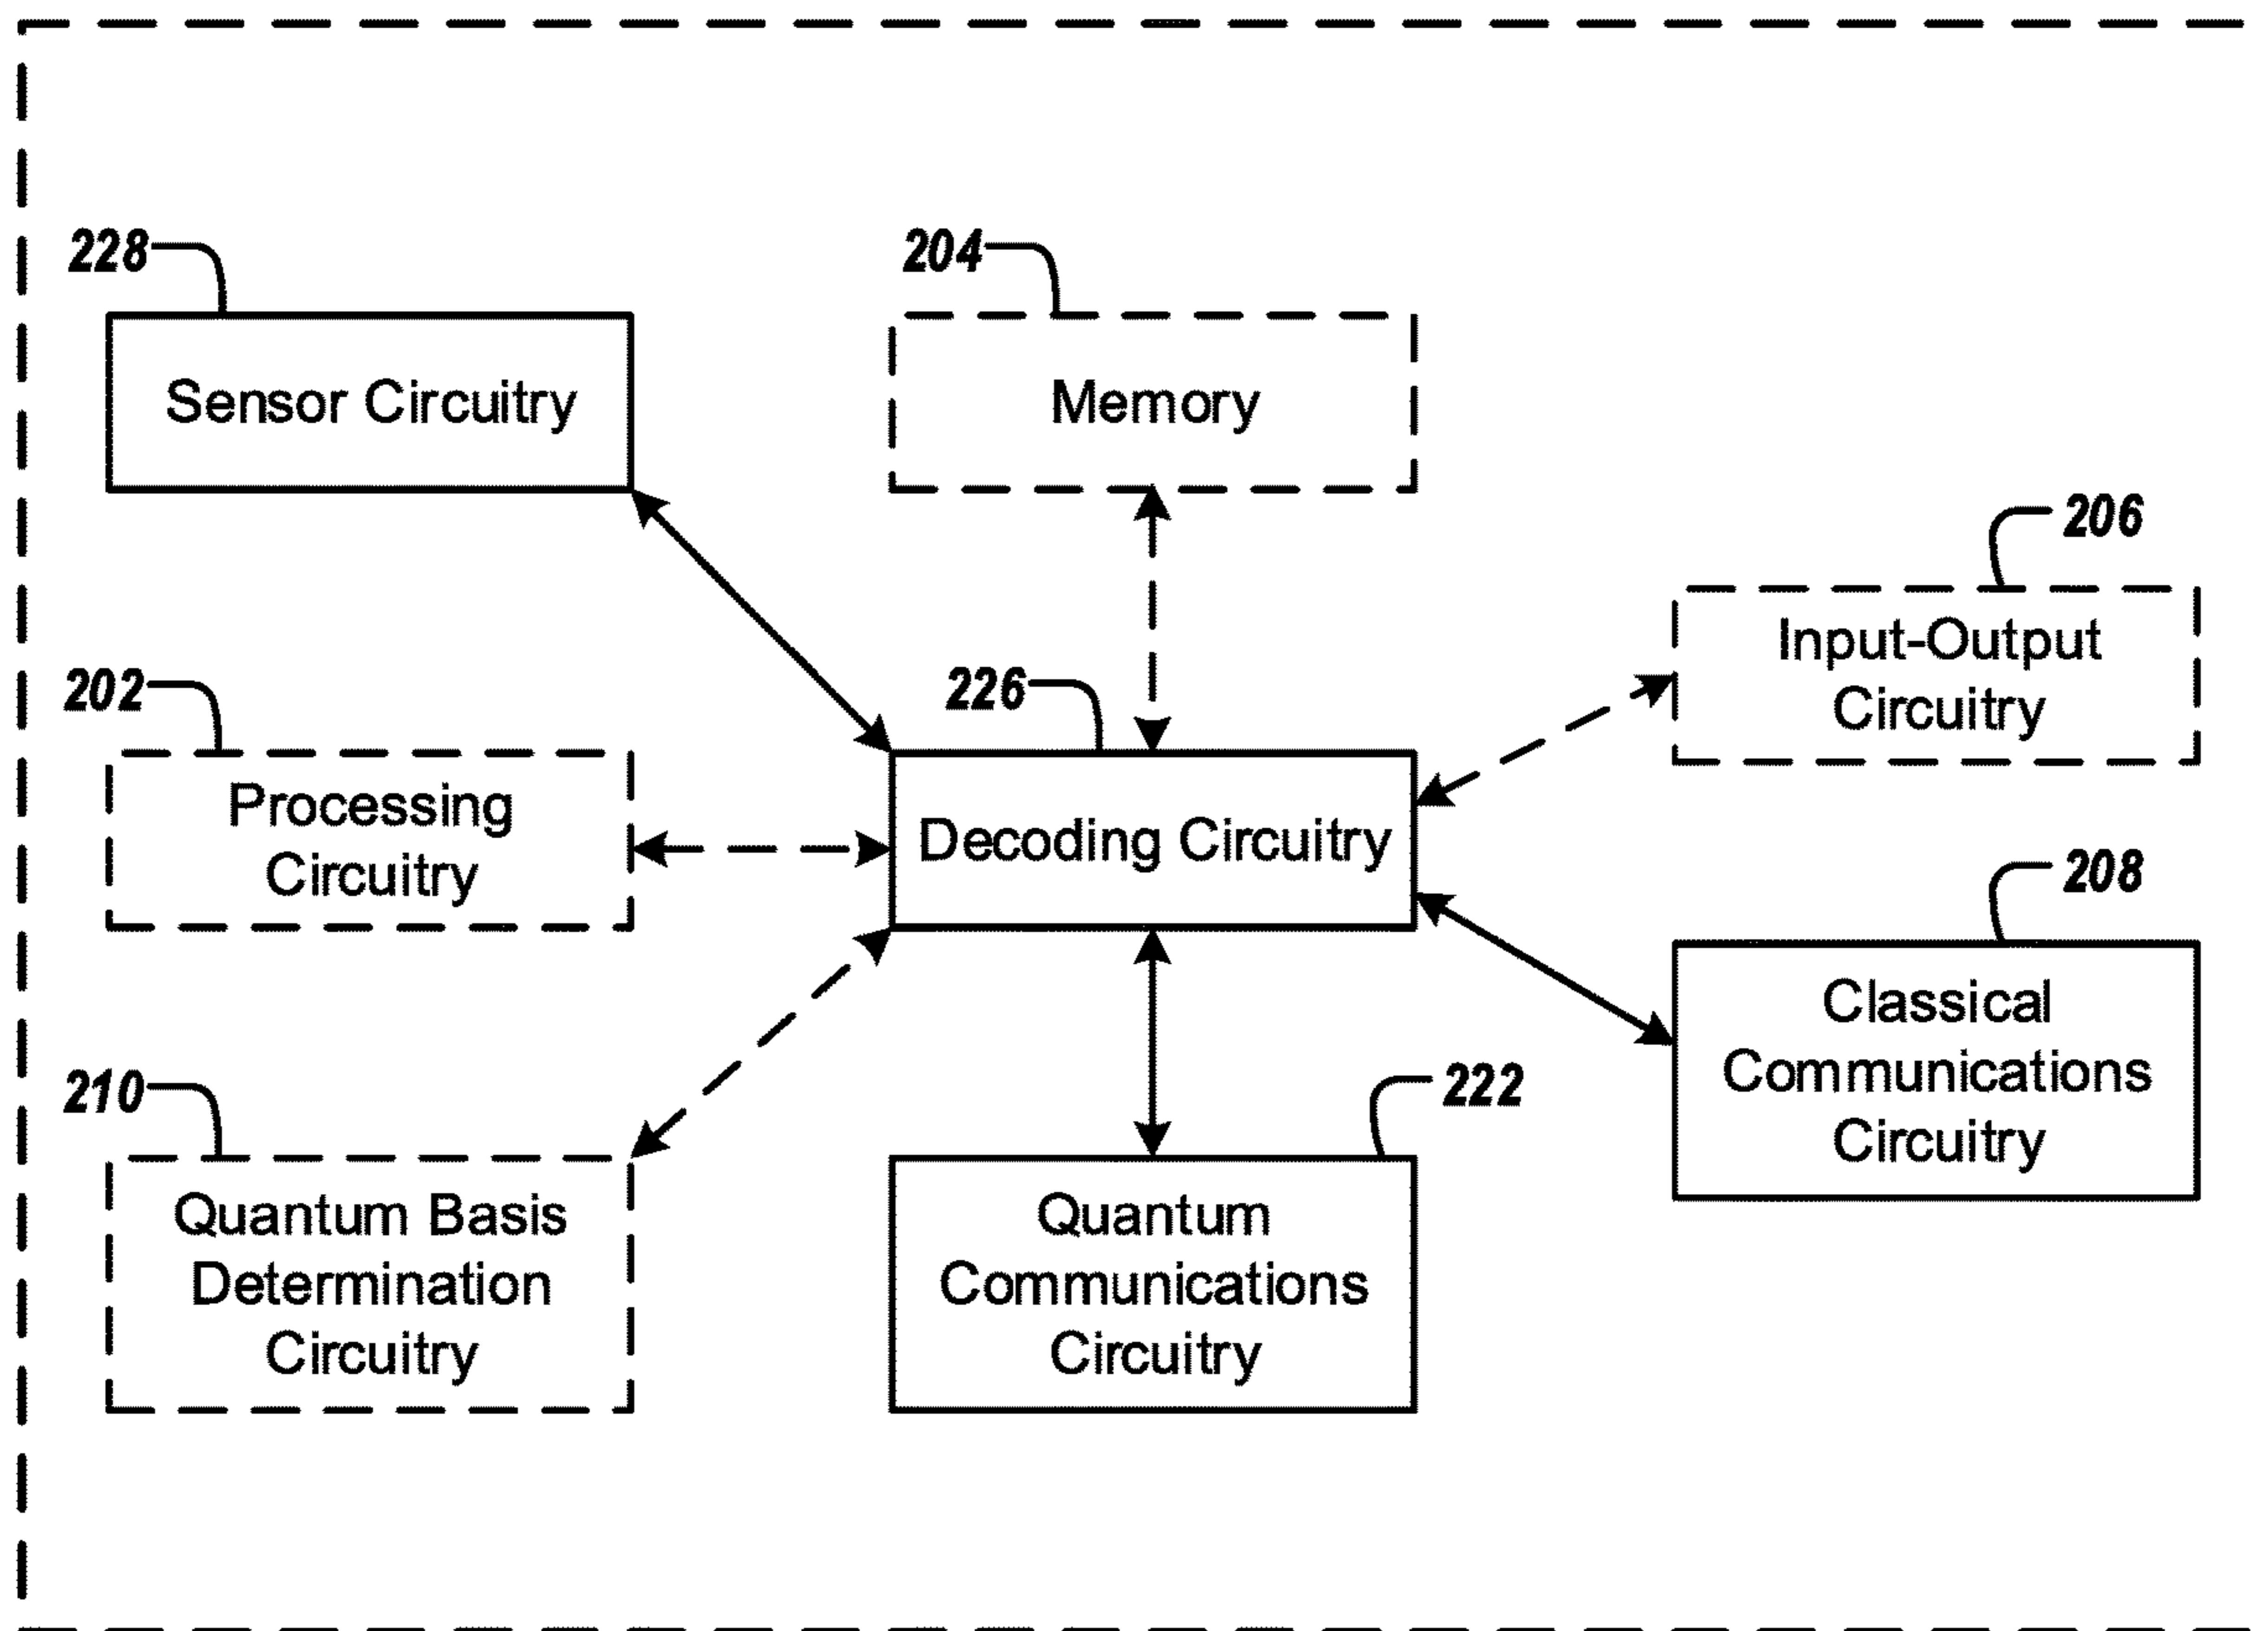 228
Sensor Circuitry
204
Memory
206
Input-Output
Circuitry
202
Processing
Circuitry
226
Decoding Circuitry
208
Classical
Communications
Circuitry
210
Quantum Basis
Determination
Circuitry
222
Quantum
Communications
Circuitry